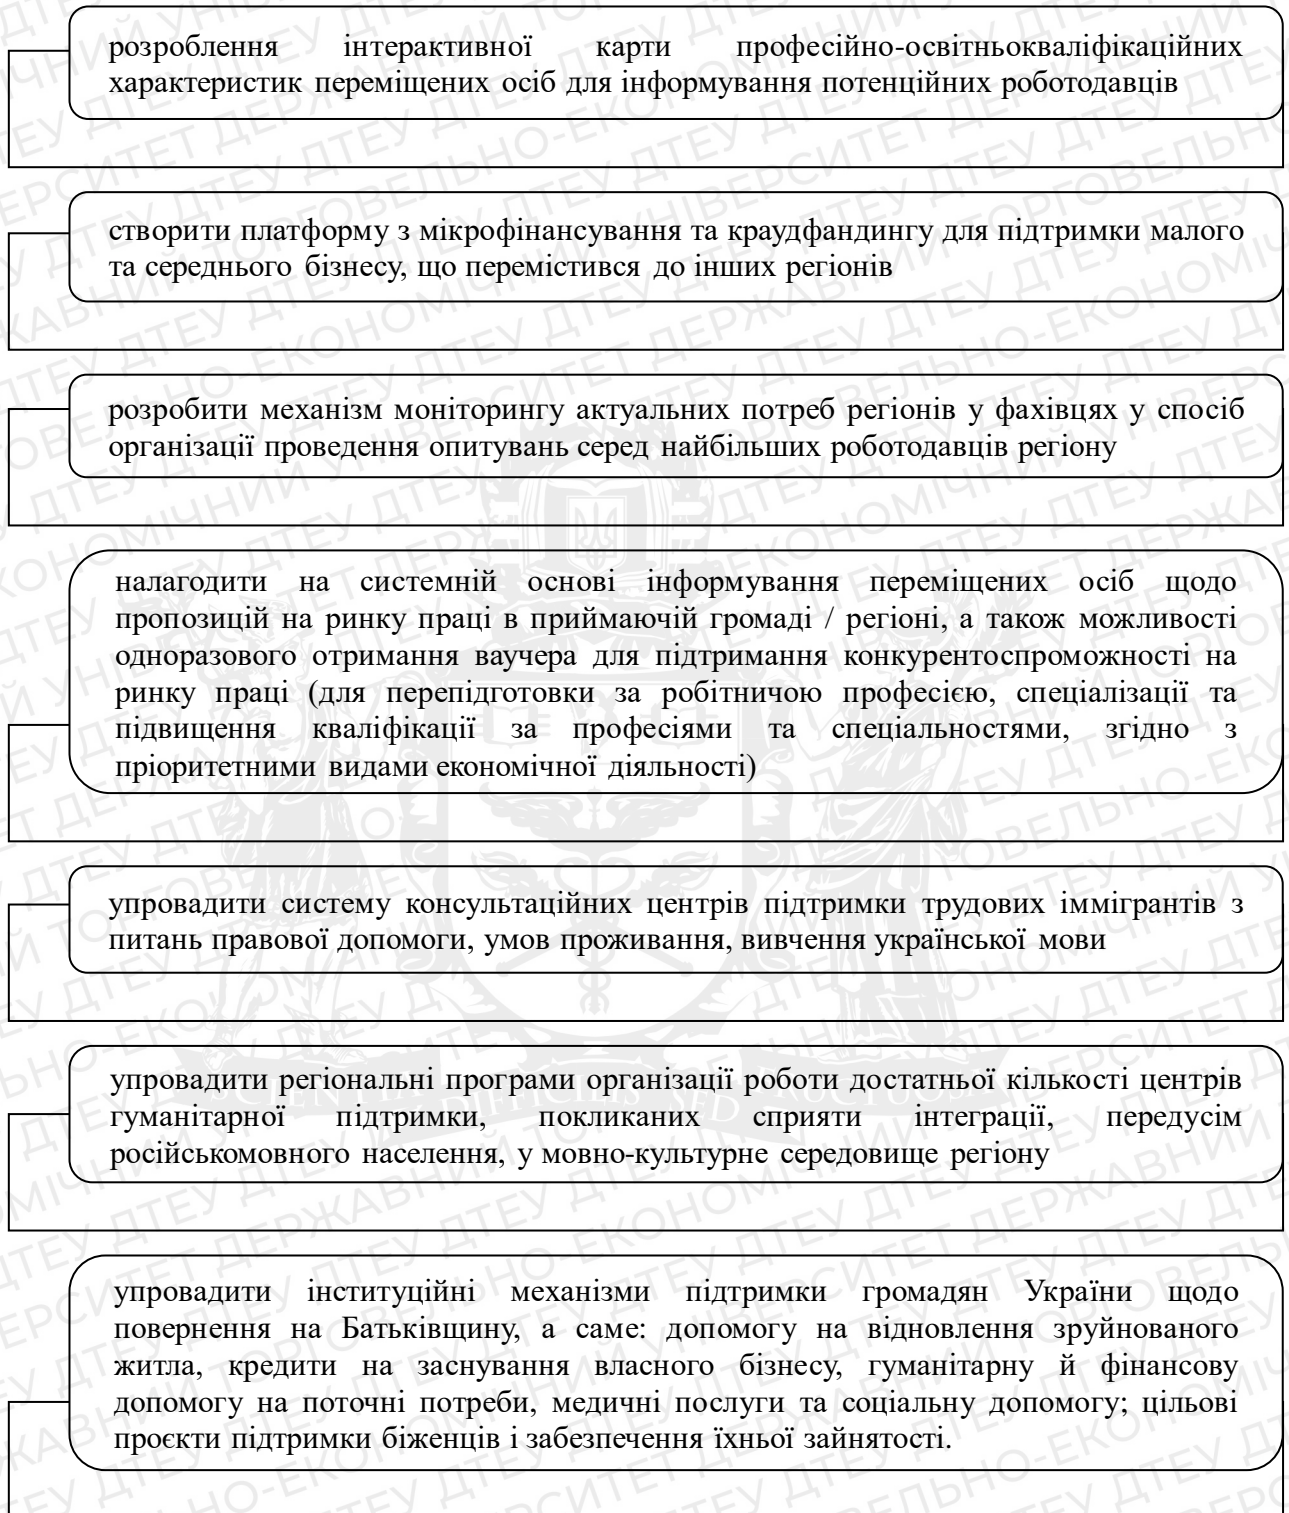 розроблення інтерактивної карти професійно-освітньокваліфікаційних
характеристик переміщених осіб для інформування потенційних роботодавців
створити платформу з мікрофінансування та краудфандингу для підтримки малого
та середнього бізнесу, що перемістився до інших регіонів
розробити механізм моніторингу актуальних потреб регіонів у фахівцях у спосіб
організації проведення опитувань серед найбільших роботодавців регіону
налагодити на системній основі інформування переміщених осіб щодо
пропозицій на ринку праці в приймаючій громаді / регіоні, а також можливості
одноразового отримання ваучера для підтримання конкурентоспроможності на
ринку праці (для перепідготовки за робітничою професією, спеціалізації та
підвищення кваліфікації за професіями та спеціальностями, згідно з
пріоритетними видами економічної діяльності)
упровадити систему консультаційних центрів підтримки трудових іммігрантів з
питань правової допомоги, умов проживання, вивчення української мови
упровадити регіональні програми організації роботи достатньої кількості центрів
гуманітарної підтримки, покликаних сприяти інтеграції, передусім
російськомовного населення, у мовно-культурне середовище регіону
упровадити інституційні механізми підтримки громадян України щодо
повернення на Батьківщину, а саме: допомогу на відновлення зруйнованого
житла, кредити на заснування власного бізнесу, гуманітарну й фінансову
допомогу на поточні потреби, медичні послуги та соціальну допомогу; цільові
проєкти підтримки біженців і забезпечення їхньої зайнятості.